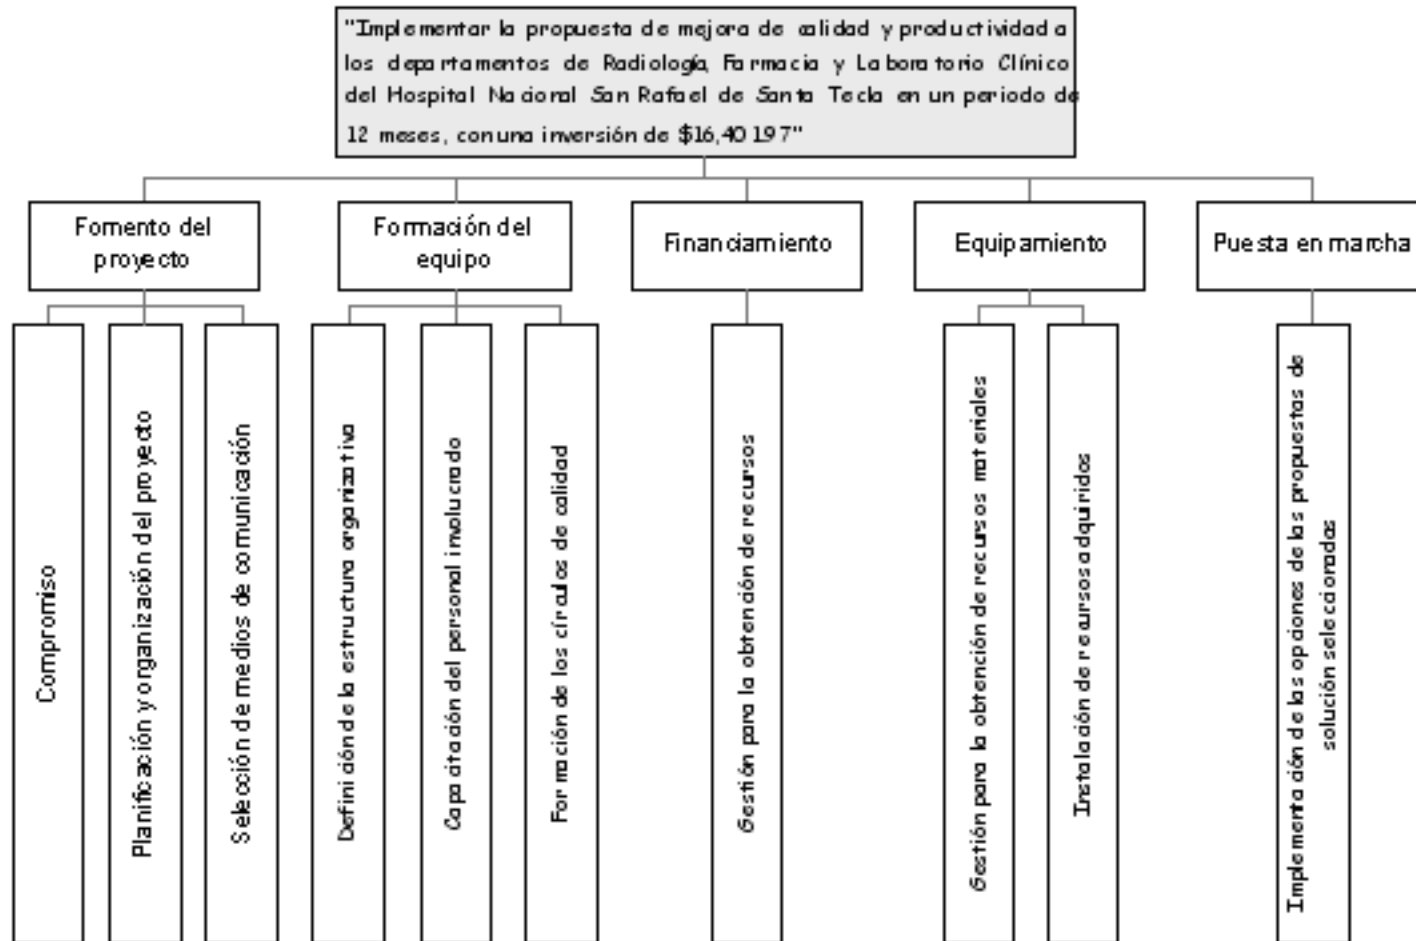 "Implementar la propuesta de mejora de calidad y productividad a
los departamentos de Radiología, Farmacia y Laboratorio Clínico
del Hospital Nacional San Rafael de Santa Tecla en un periodo de
12 meses, con una inversión de $16,401.97"
Fomento del
proyecto
Formación del
equipo
Financiamiento
Equipamiento
Puesta en marcha
Compromiso
Planificación y organización del proyecto
Selección de medios de comunicación
Definición de la estructura organizativa
Capacitación del personal involucrado
Formación de los círculos de calidad
Gestión para la obtención de recursos
Gestión para la obtención de recursos materiales
Instalación de recursos adquiridos
Implementación de las opciones de las propuestas de
solución seleccionadas